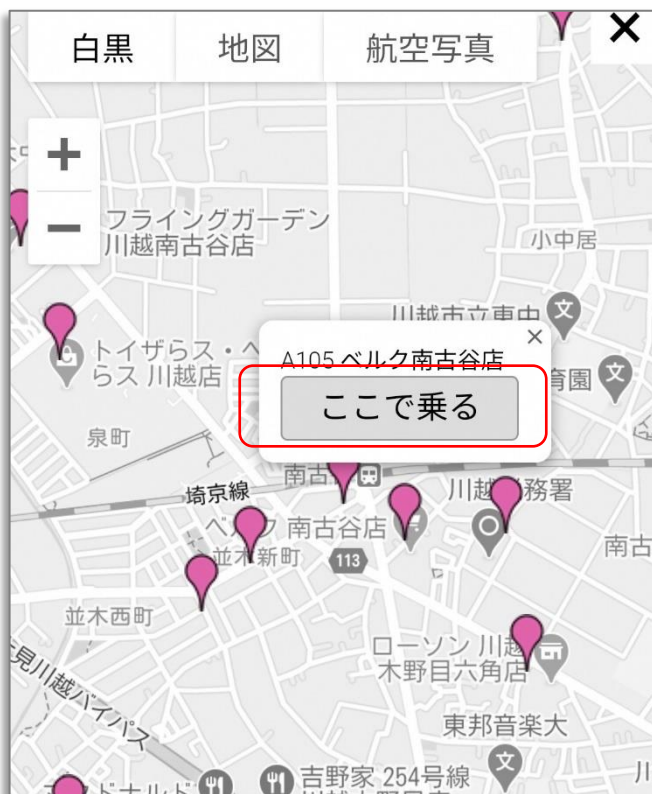 白黒
地図
航空写真
×
+
−
フライングガーデン
川越南古谷店
小中居
川越市立東中
文
×
トイザらス・ベ
らス 川越店
A105 ベルク南古谷店
ここで乗る
育園
文
泉町
南古
埼京線
川越
務署
ベルク 南古谷店
並木新町
113
南古
並木西町
ローソン 川越
木野目六角店
見川越バイパス
東邦音楽大
文
吉野家 254号線
川